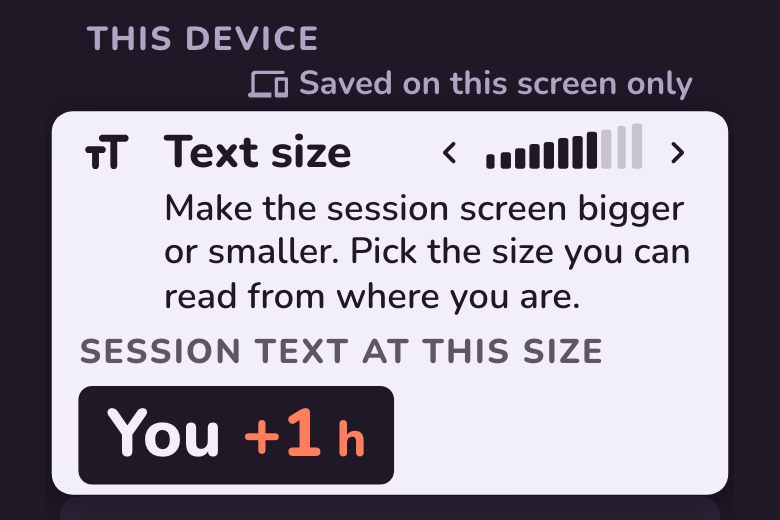 THIS DEVICE
Saved on this screen only
Text size
Make the session screen bigger
or smaller. Pick the size you can
read from where you are.
SESSION TEXT AT THIS SIZE
You +1 h